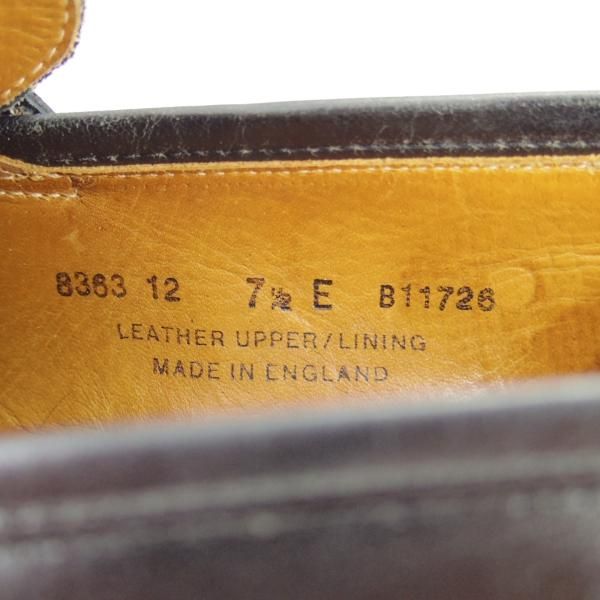 8363 12 7½ E B11726
LEATHER UPPER/LINING
MADE IN ENGLAND